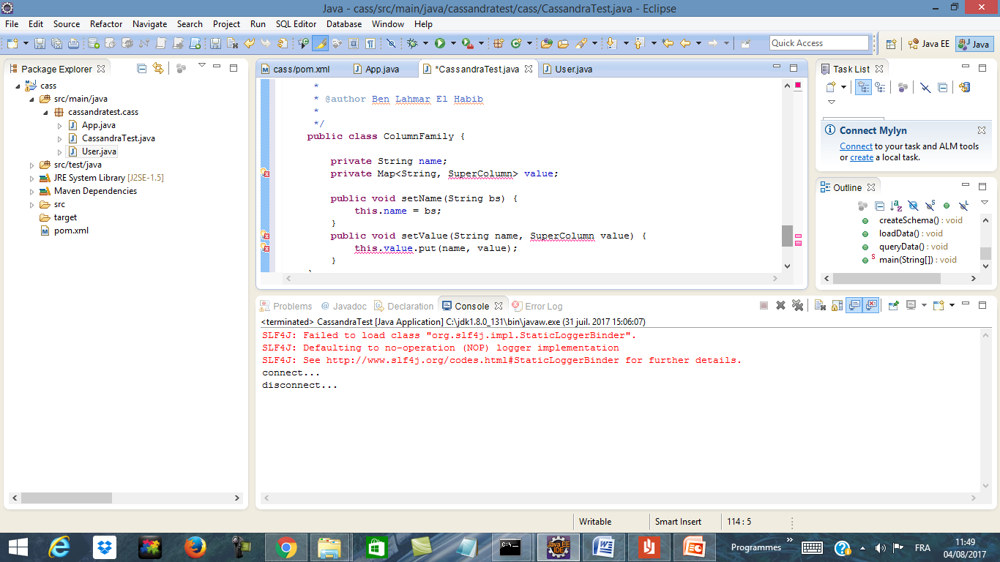 Java - cass/src/main/java/cassandratest/cass/CassandraTest.java - Eclipse
File Edit Source Refactor Navigate Search Project Run SQL Editor Database Window Help
Quick Access
Java EE
Java
Package Explorer
cass
src/main/java
cassandratest.cass
App.java
CassandraTest.java
User.java
src/test/java
JRE System Library [J2SE-1.5]
Maven Dependencies
src
target
pom.xml
cass/pom.xml App.java *CassandraTest.java User.java
*
* @author Ben Lahmar El Habib
*
*/
public class ColumnFamily {
private String name;
private Map<String, SuperColumn> value;
public void setName(String bs) {
this.name = bs;
}
public void setValue(String name, SuperColumn value) {
this.value.put(name, value);
}
Task List
Connect Mylyn
Connect to your task and ALM tools
or create a local task.
Outline
createSchema() : void
loadData() : void
queryData() : void
main(String[]) : void
Problems @ Javadoc Declaration Console Error Log
<terminated> CassandraTest [Java Application] C:\jdk1.8.0_131\bin\javaw.exe (31 juil. 2017 15:06:07)
SLF4J: Failed to load class "org.slf4j.impl.StaticLoggerBinder".
SLF4J: Defaulting to no-operation (NOP) logger implementation
SLF4J: See http://www.slf4j.org/codes.html#StaticLoggerBinder for further details.
connect...
disconnect...
Writable Smart Insert 114 : 5
Java EE
IDE
Programmes
FRA
11:49
04/08/2017